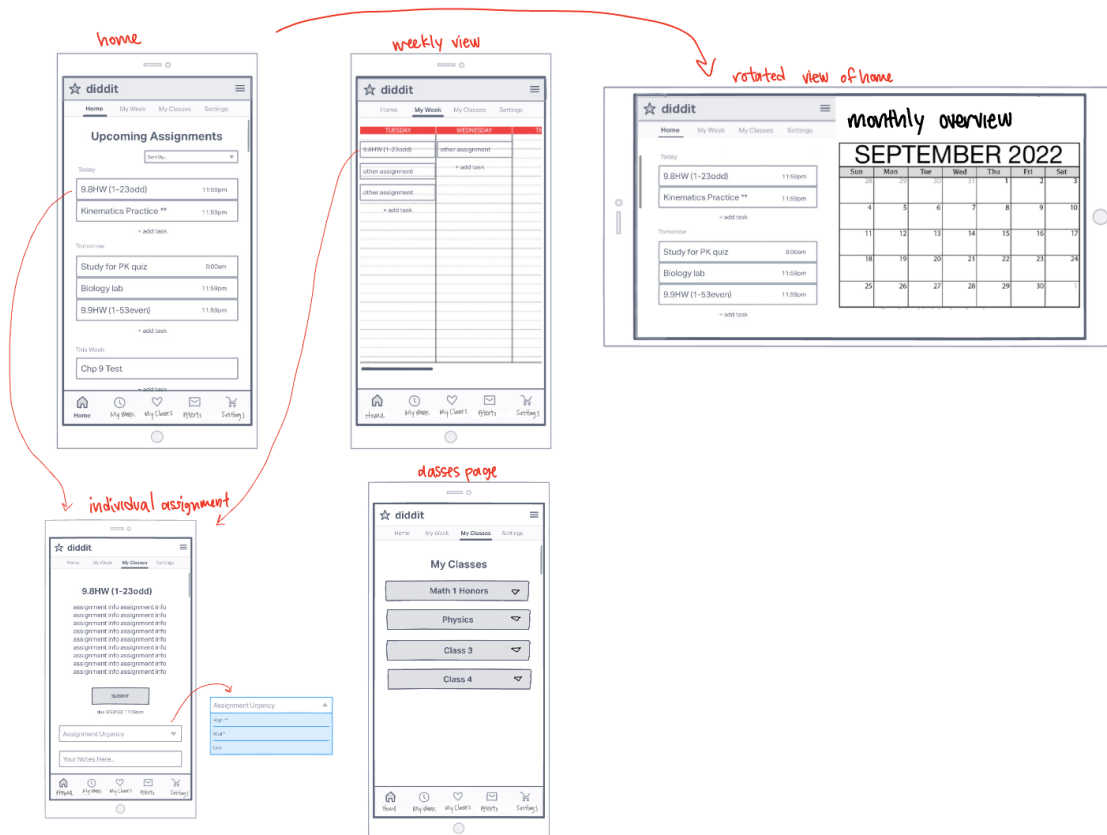 home
☆ diddit
Home My Week My Classes Settings
Upcoming Assignments
Sort by...
Today
9.8HW (1-23odd) 11:59pm
Kinematics Practice ** 11:59pm
+ add task
Tomorrow
Study for PK quiz 8:00am
Biology lab 11:59pm
9.9HW (1-53even) 11:59pm
+ add task
This Week
Chp 9 Test
+ add task
Home My Week My Classes Alerts Settings
weekly view
☆ diddit
Home My Week My Classes Settings
TUESDAY WEDNESDAY
9.8HW (1-23odd) other assignment
other assignment + add task
other assignment
+ add task
Home My Week My Classes Alerts Settings
rotated view of home
☆ diddit
Home My Week My Classes Settings
Today
9.8HW (1-23odd) 11:59pm
Kinematics Practice ** 11:59pm
+ add task
Tomorrow
Study for PK quiz 8:00am
Biology lab 11:59pm
9.9HW (1-53even) 11:59pm
+ add task
monthly overview
SEPTEMBER 2022
Sun Mon Tue Wed Thu Fri Sat
28 29 30 31 1 2 3
4 5 6 7 8 9 10
11 12 13 14 15 16 17
18 19 20 21 22 23 24
25 26 27 28 29 30 1
individual assignment
☆ diddit
Home My Week My Classes Settings
9.8HW (1-23odd)
assignment info assignment info
assignment info assignment info
assignment info assignment info
assignment info assignment info
assignment info assignment info
assignment info assignment info
assignment info assignment info
assignment info assignment info
assignment info assignment info
SUBMIT
11:59pm
Assignment Urgency
Your Notes Here...
Home My Week My Classes Alerts Settings
Assignment Urgency
High **
Mid *
Low
classes page
☆ diddit
Home My Week My Classes Settings
My Classes
Math 1 Honors
Physics
Class 3
Class 4
Home My Week My Classes Alerts Settings